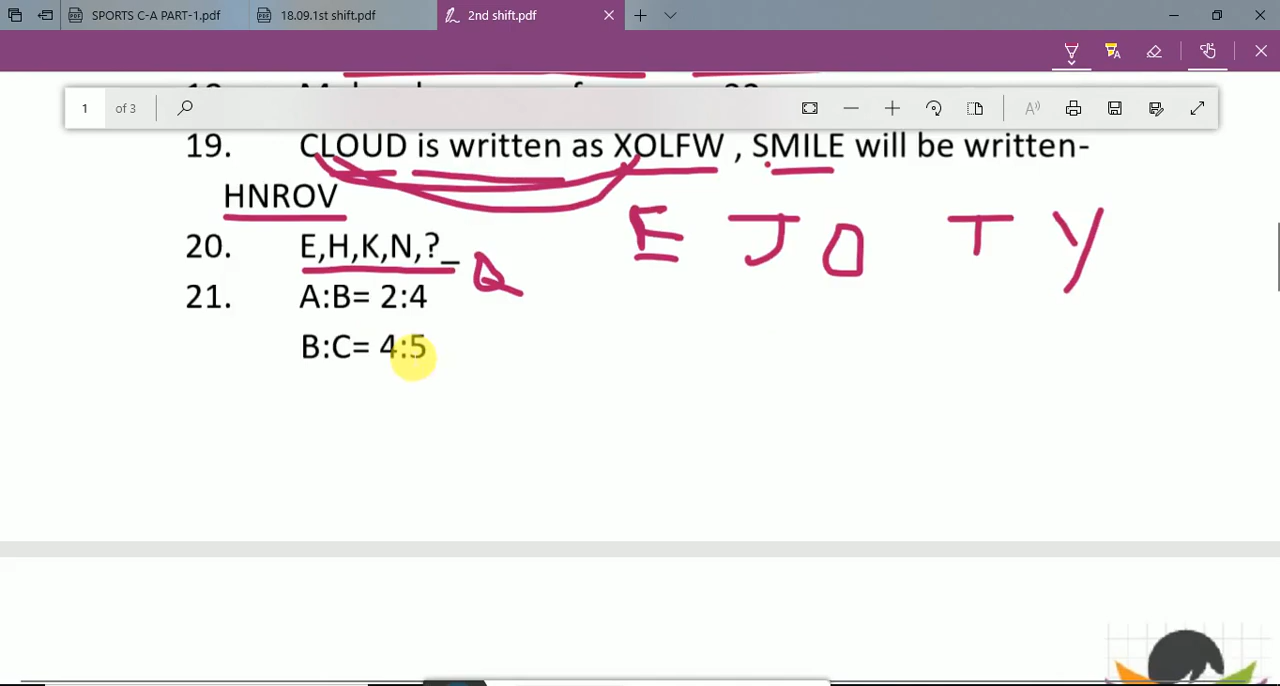 SPORTS C-A PART-1.pdf 18.09.1st shift.pdf 2nd shift.pdf
1 of 3
19. CLOUD is written as XOLFW , SMILE will be written-
HNROV
E J O T Y
20. E,H,K,N,?_ Q
21. A:B= 2:4
B:C= 4:5